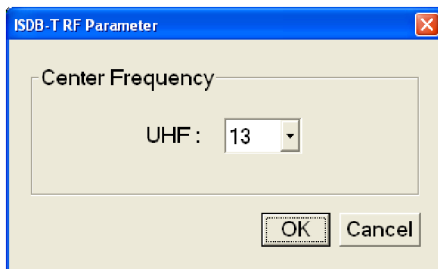 ISDB-T RF Parameter
Center Frequency
UHF : 13
OK Cancel